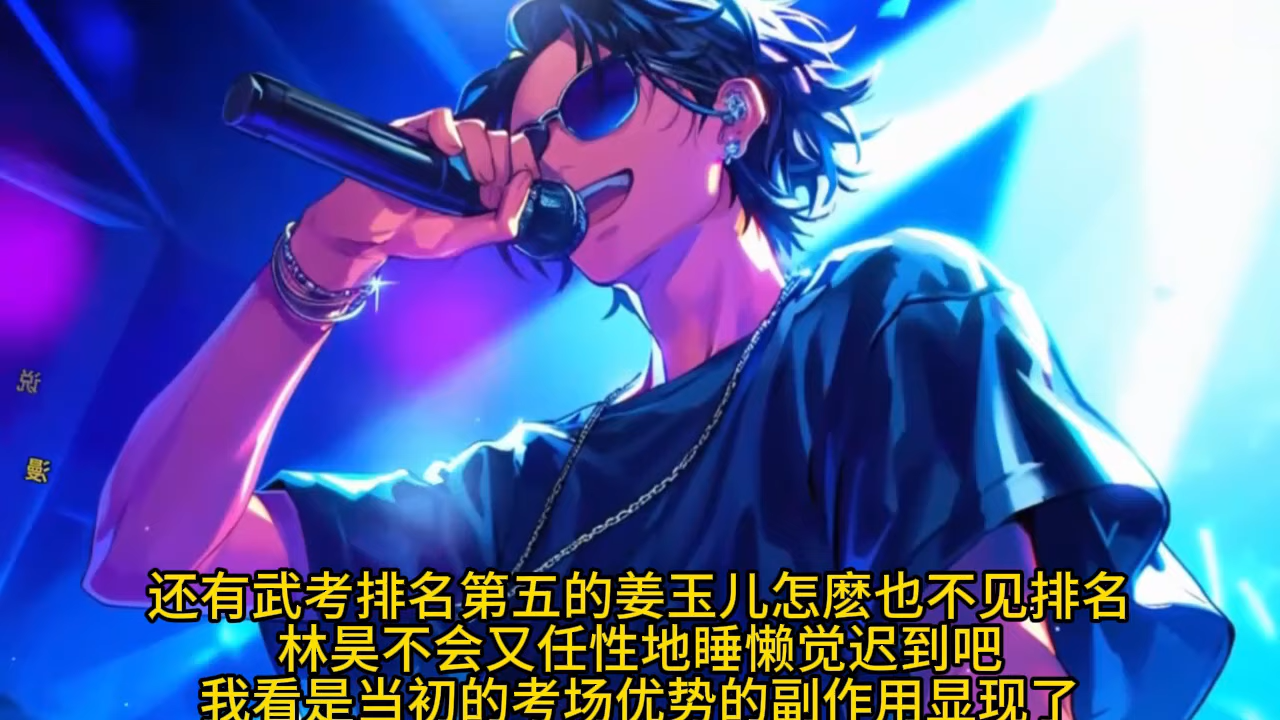 说
漫
还有武考排名第五的姜玉儿怎麽也不见排名
林昊不会又任性地睡懒觉迟到吧
我看是当初的考场优势的副作用显现了